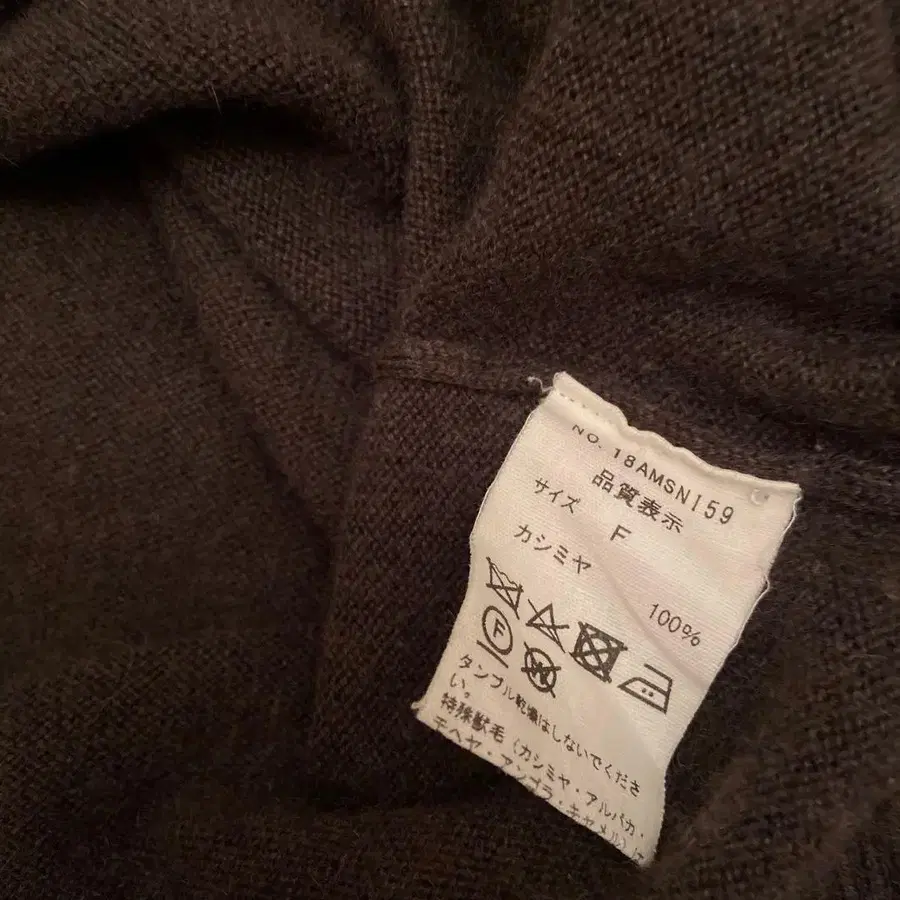 NO. 18AMSNI59
品質表示
サイズ F
カシミヤ 100%
F W
タンブル乾燥はしないでくださ
い。
特殊獣毛（カシミヤ・アルパカ・
モヘヤ・アンゴラ・キャメル）は